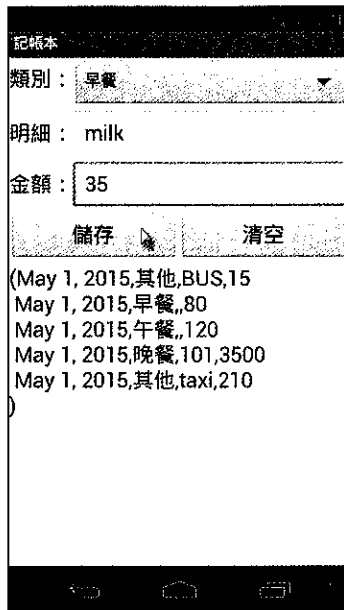 記帳本
類別： 早餐
明細： milk
金額： 35
儲存 清空
(May 1, 2015,其他,BUS,15
May 1, 2015,早餐,,80
May 1, 2015,午餐,,120
May 1, 2015,晚餐,101,3500
May 1, 2015,其他,taxi,210
)